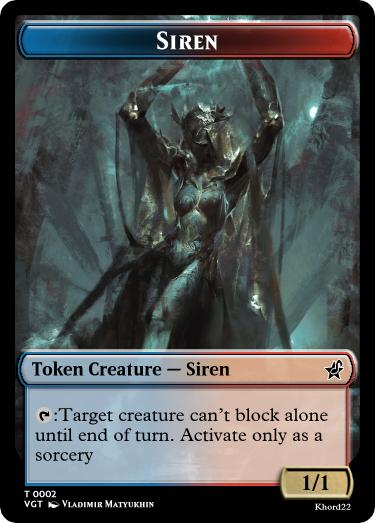 Siren
Token Creature — Siren
:Target creature can't block alone
until end of turn. Activate only as a
sorcery
1/1
T 0002
VGT Vladimir Matyukhin
Khord22